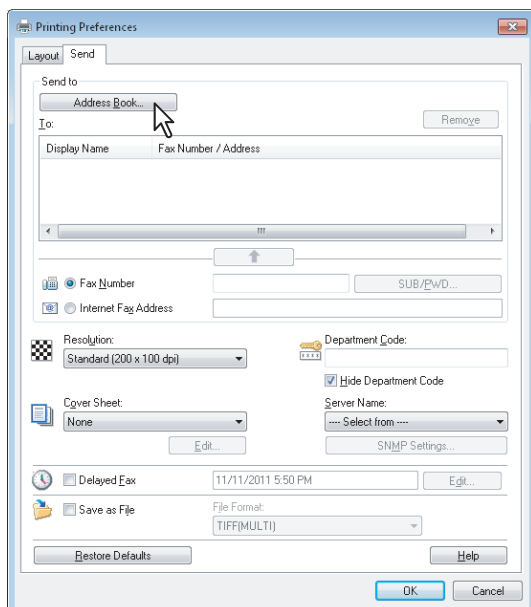 Printing Preferences
Layout Send
Send to
Address Book...
To:
Remove
Display Name Fax Number / Address
Fax Number
SUB/PWD...
Internet Fax Address
Resolution:
Standard (200 x 100 dpi)
Department Code:
Hide Department Code
Cover Sheet:
None
Edit...
Server Name:
---- Select from ----
SNMP Settings...
Delayed Fax
11/11/2011 5:50 PM
Edit...
Save as File
File Format:
TIFF(MULTI)
Restore Defaults
Help
OK
Cancel